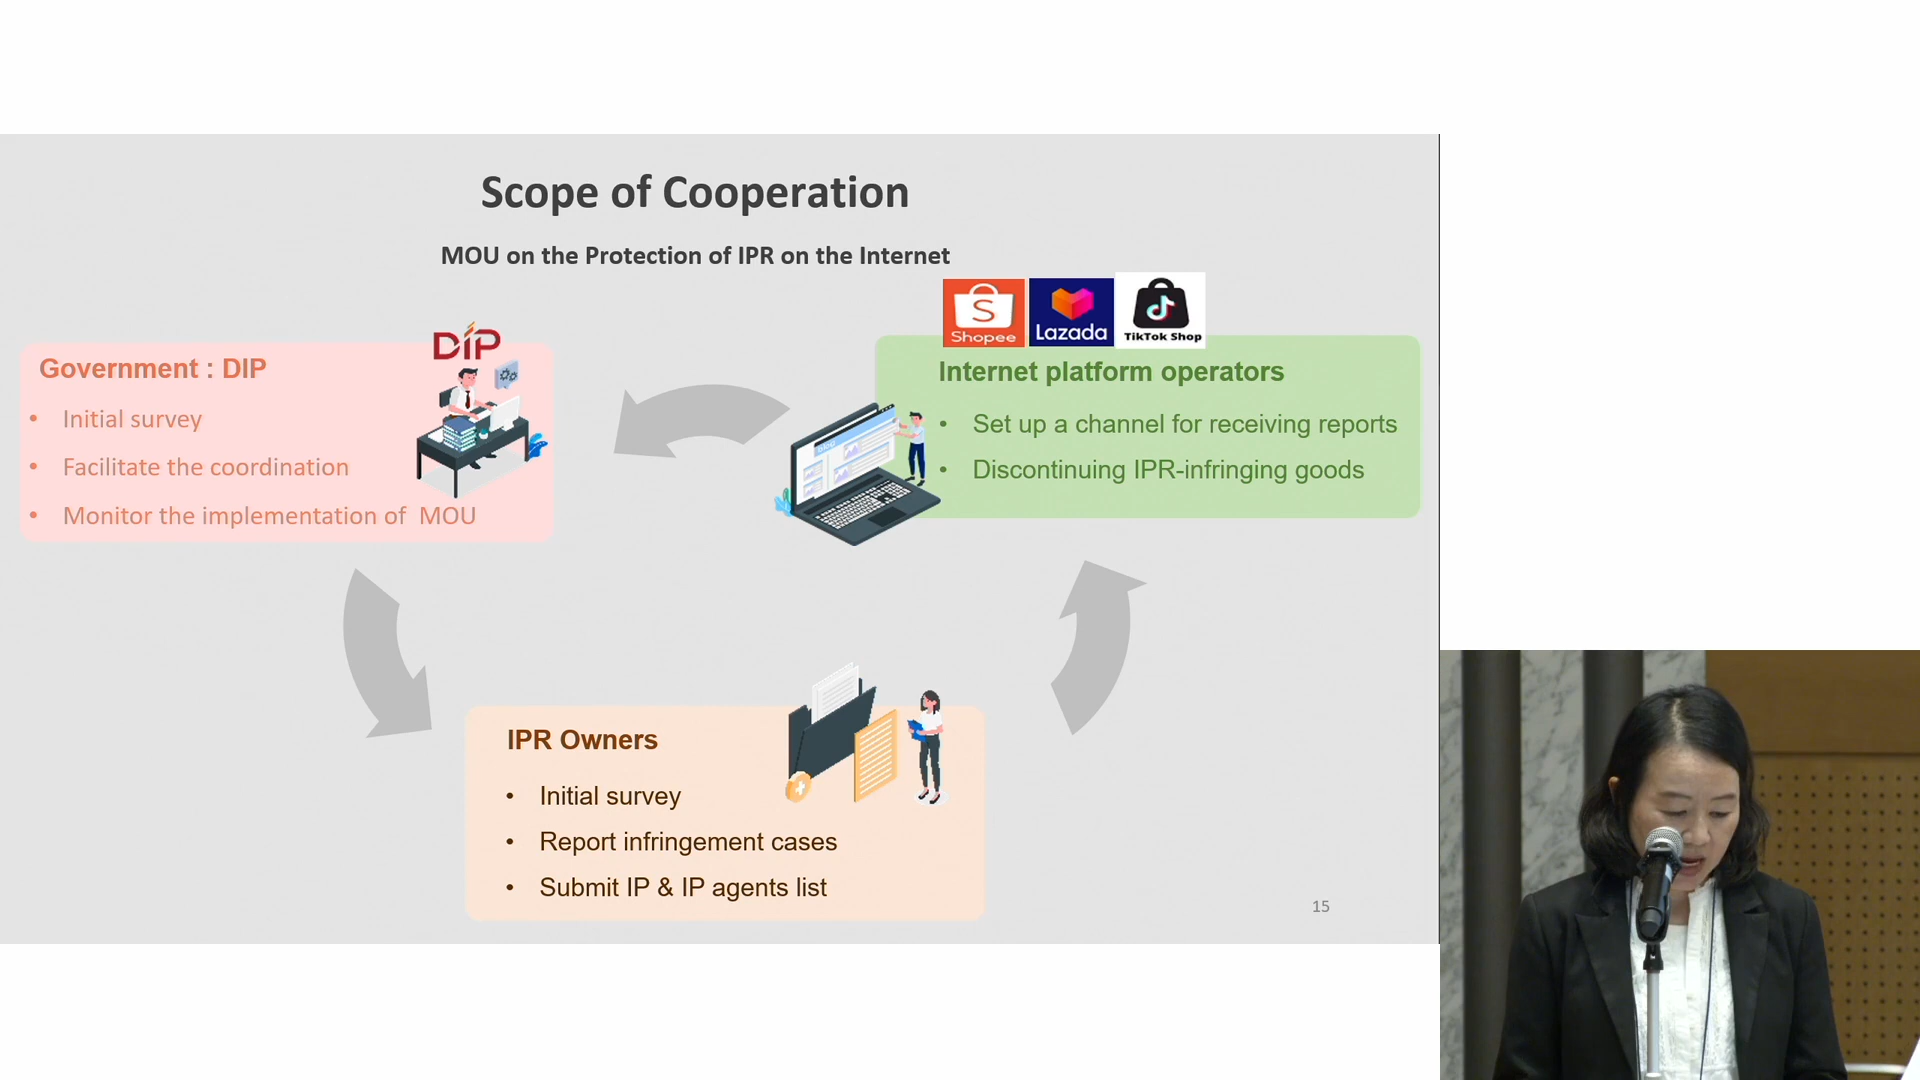 Scope of Cooperation
MOU on the Protection of IPR on the Internet
Shopee
Lazada
TikTok Shop
DIP
Government : DIP
• Initial survey
• Facilitate the coordination
• Monitor the implementation of MOU
Internet platform operators
• Set up a channel for receiving reports
• Discontinuing IPR-infringing goods
IPR Owners
• Initial survey
• Report infringement cases
• Submit IP & IP agents list
15